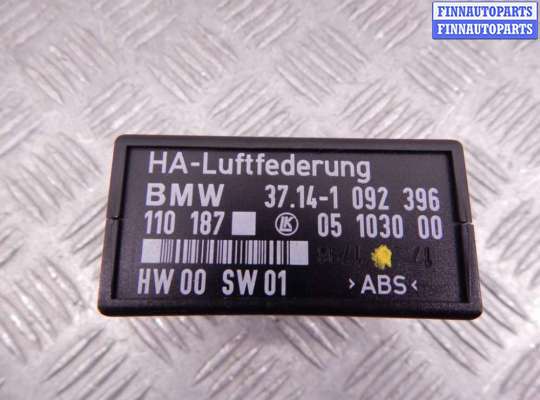 FINNAUTOPARTS
FINNAUTOPARTS
HA-Luftfederung
BMW 37.14-1 092 396
110 187 LK 05 1030 00
HW 00 SW 01 >ABS<